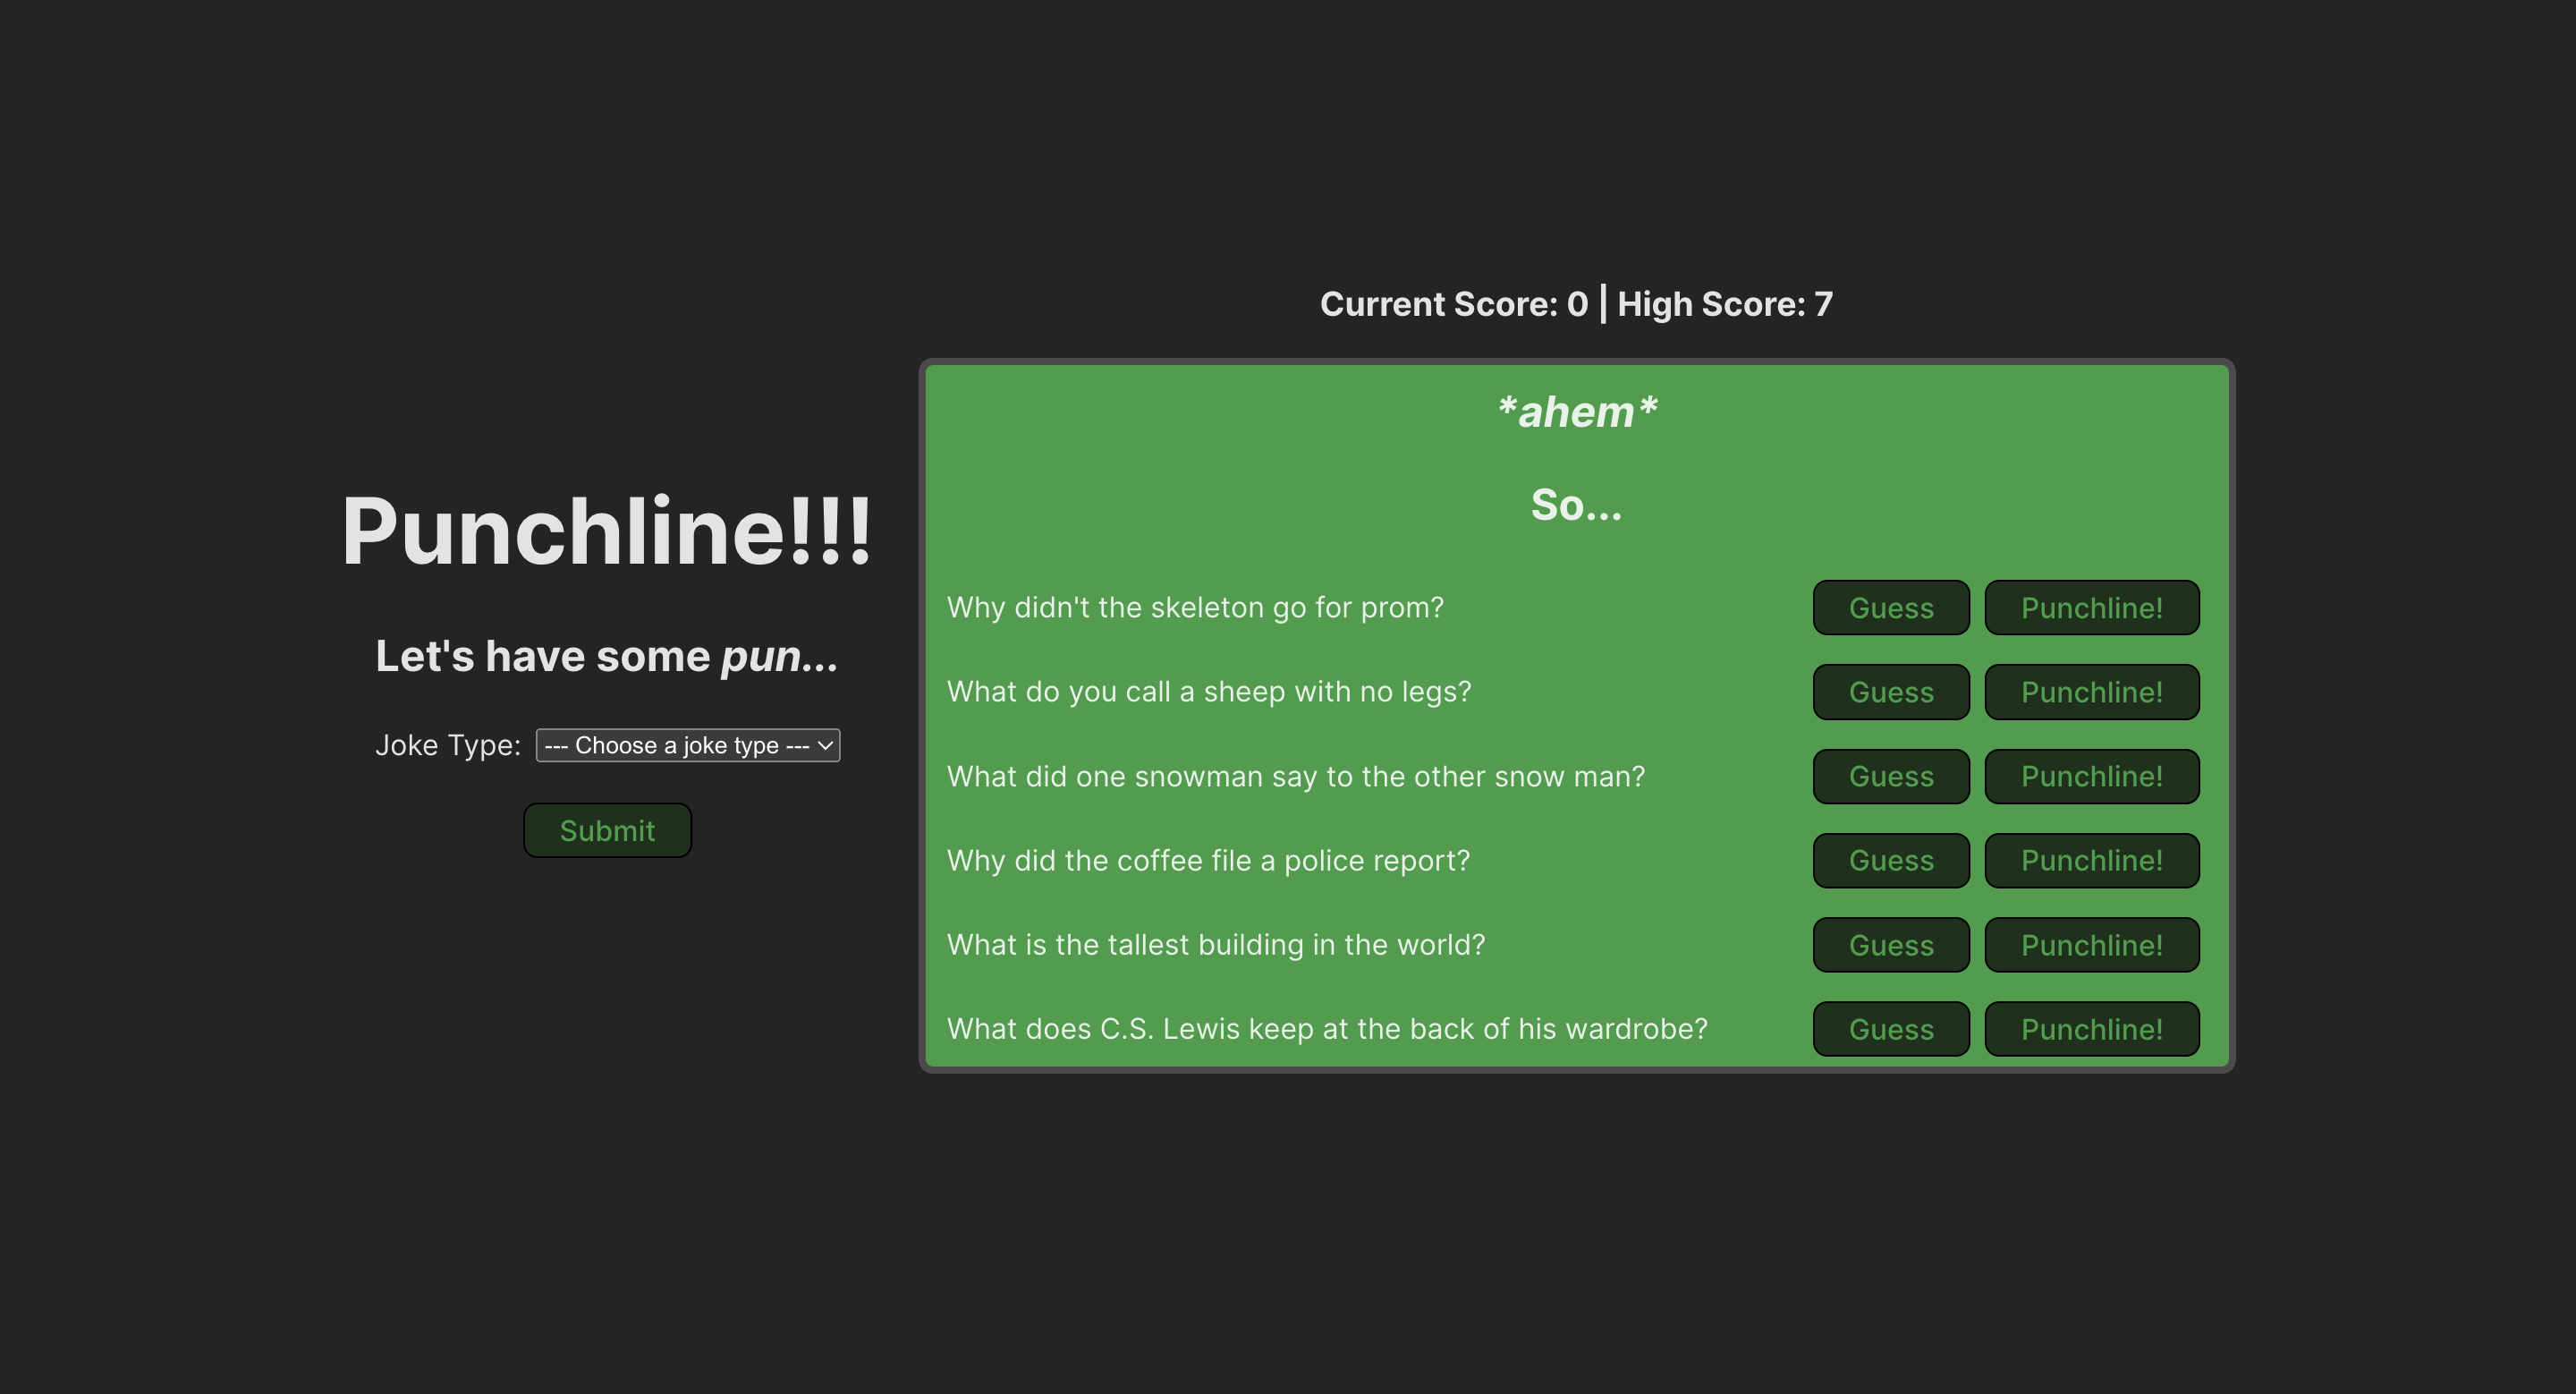 Punchline!!!
Let's have some pun...
Joke Type: --- Choose a joke type ---
Submit
Current Score: 0 | High Score: 7
*ahem*
So...
Why didn't the skeleton go for prom? Guess Punchline!
What do you call a sheep with no legs? Guess Punchline!
What did one snowman say to the other snow man? Guess Punchline!
Why did the coffee file a police report? Guess Punchline!
What is the tallest building in the world? Guess Punchline!
What does C.S. Lewis keep at the back of his wardrobe? Guess Punchline!